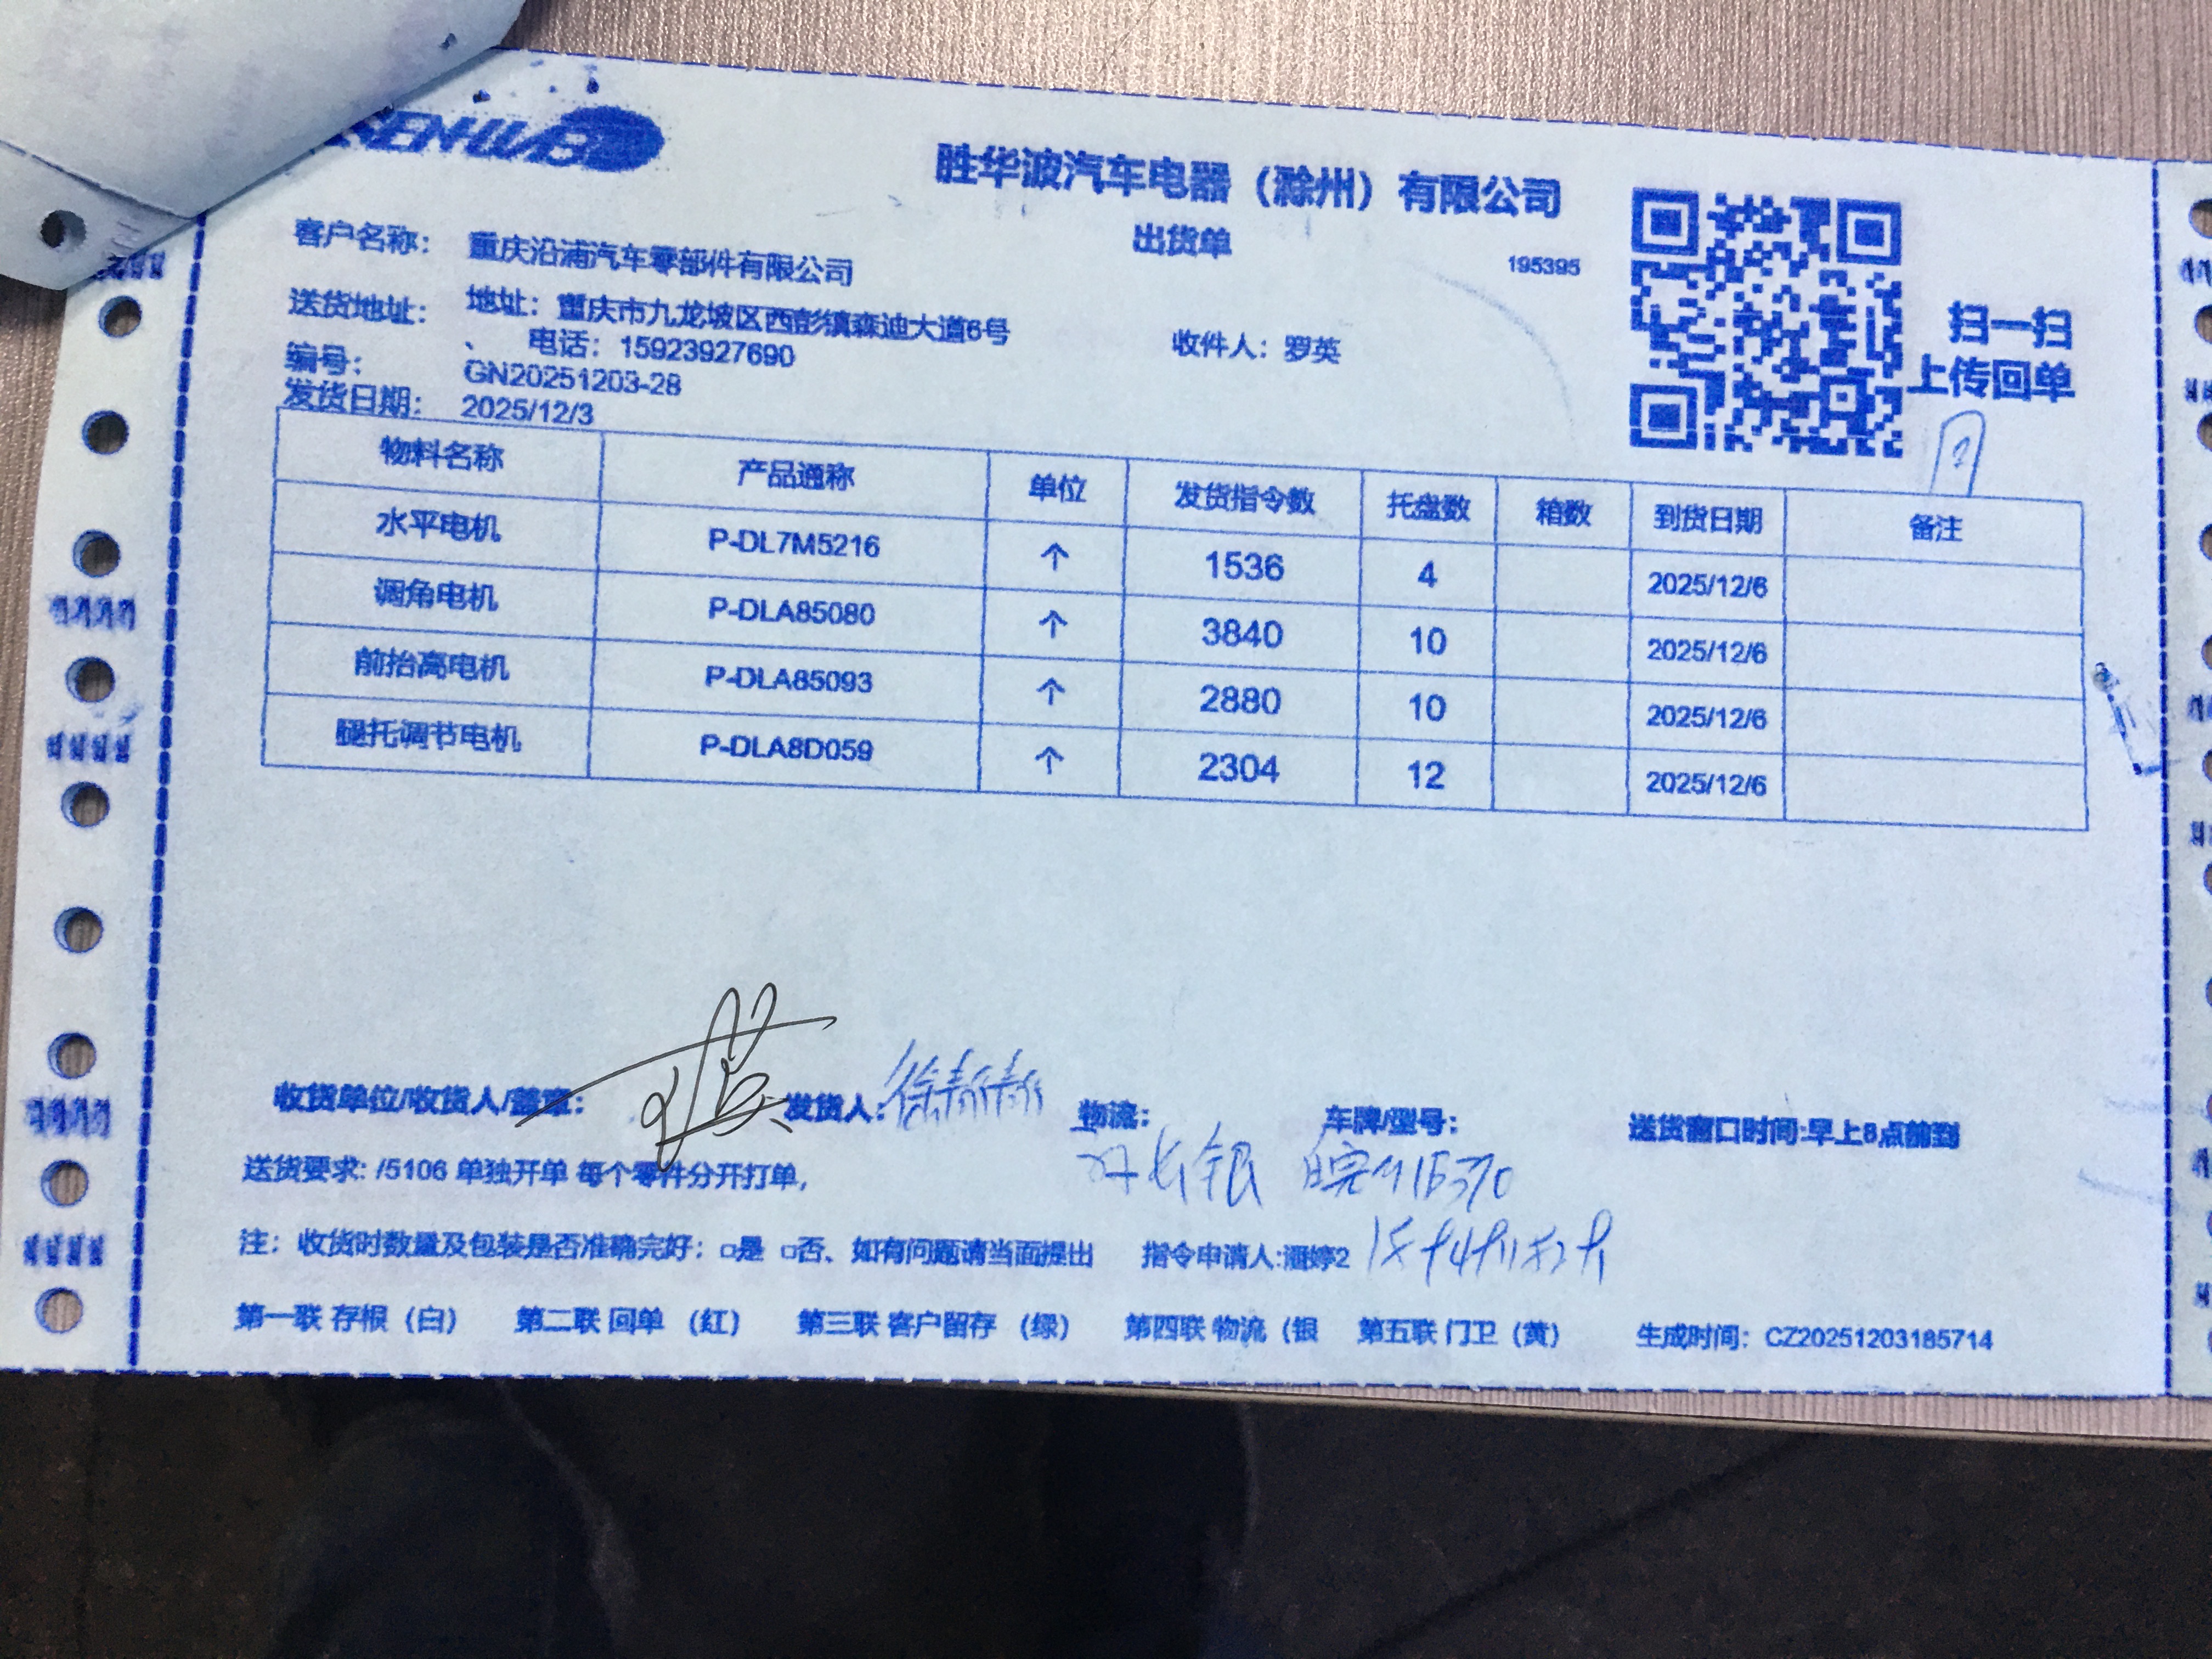 胜华波汽车电器（滁州）有限公司
出货单
195395
客户名称： 重庆沿浦汽车零部件有限公司
送货地址： 地址：重庆市九龙坡区西彭镇森迪大道6号
、 电话：15923927690 收件人：罗英
编号： GN20251203-28
发货日期： 2025/12/3
扫一扫
上传回单
物料名称 产品通称 单位 发货指令数 托盘数 箱数 到货日期 备注
水平电机 P-DL7M5216 个 1536 4 2025/12/6
调角电机 P-DLA85080 个 3840 10 2025/12/6
前抬高电机 P-DLA85093 个 2880 10 2025/12/6
腿托调节电机 P-DLA8D059 个 2304 12 2025/12/6
收货单位/收货人/盖章： 发货人：徐静静 物流： 车牌/型号： 送货窗口时间:早上8点前到
送货要求: /5106 单独开单 每个零件分开打单,
注：收货时数量及包装是否准确完好；□是 □否、如有问题请当面提出 指令申请人:潘婷2
第一联 存根（白） 第二联 回单（红） 第三联 客户留存（绿） 第四联 物流（银 第五联 门卫（黄） 生成时间：CZ20251203185714